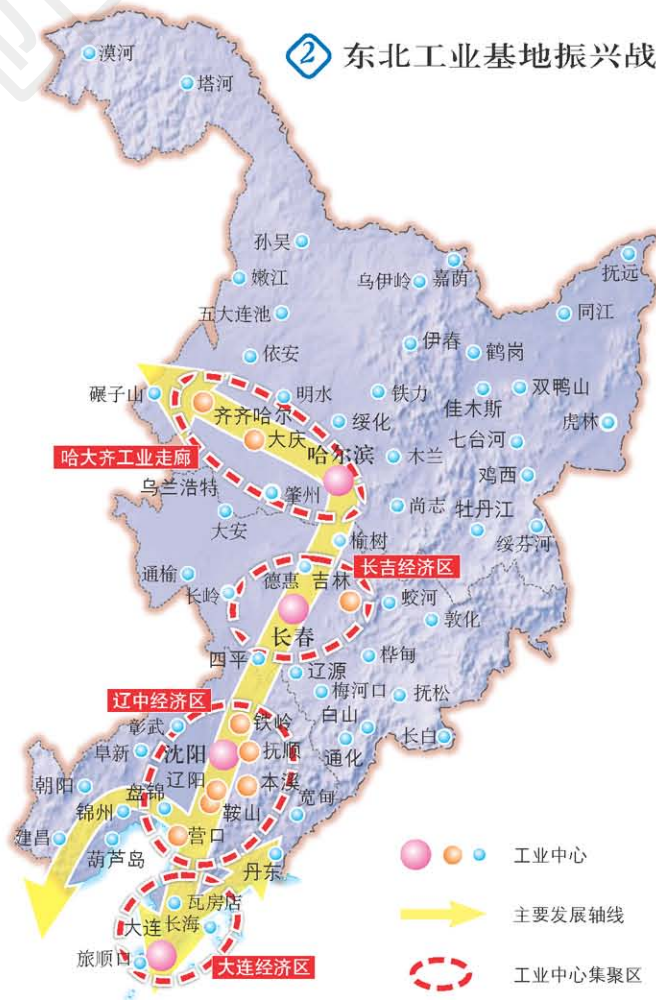 ② 东北工业基地振兴战
漠河
塔河
孙吴
嫩江
乌伊岭
嘉荫
抚远
五大连池
同江
依安
伊春
鹤岗
碾子山
明水
铁力
佳木斯
双鸭山
齐齐哈尔
绥化
虎林
大庆
哈尔滨
七台河
哈大齐工业走廊
木兰
鸡西
乌兰浩特
肇州
尚志
牡丹江
大安
榆树
绥芬河
通榆
德惠
吉林
长吉经济区
长岭
蛟河
敦化
长春
四平
桦甸
辽源
梅河口
抚松
辽中经济区
彰武
铁岭
白山
长白
阜新
沈阳
抚顺
通化
朝阳
辽阳
本溪
盘锦
宽甸
锦州
鞍山
建昌
葫芦岛
营口
丹东
工业中心
瓦房店
大连
长海
主要发展轴线
旅顺口
大连经济区
工业中心集聚区